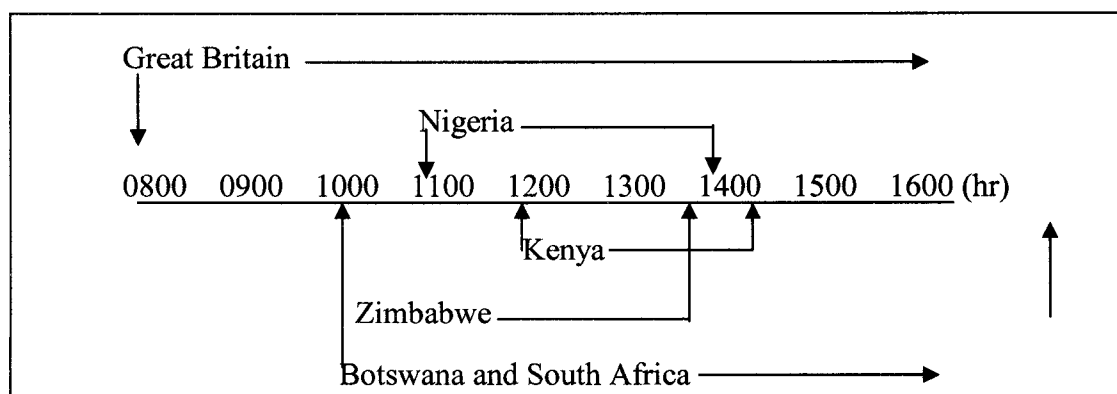 Great Britain
Nigeria
0800 0900 1000 1100 1200 1300 1400 1500 1600 (hr)
Kenya
Zimbabwe
Botswana and South Africa